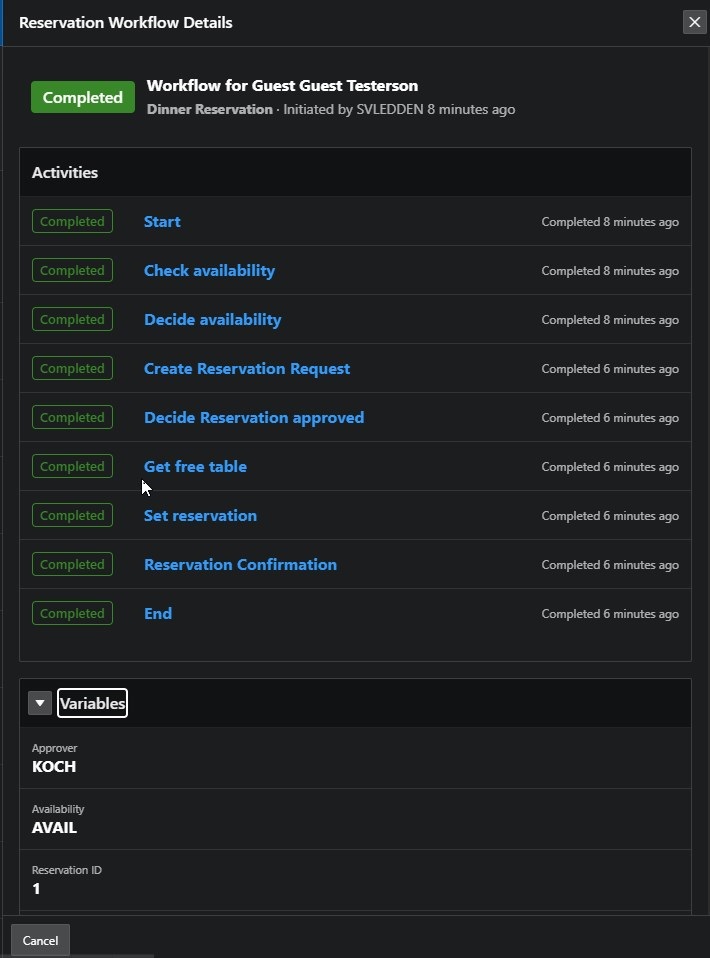 Reservation Workflow Details
Completed
Workflow for Guest Guest Testerson
Dinner Reservation · Initiated by SVLEDDEN 8 minutes ago
Activities
Completed Start Completed 8 minutes ago
Completed Check availability Completed 8 minutes ago
Completed Decide availability Completed 8 minutes ago
Completed Create Reservation Request Completed 6 minutes ago
Completed Decide Reservation approved Completed 6 minutes ago
Completed Get free table Completed 6 minutes ago
Completed Set reservation Completed 6 minutes ago
Completed Reservation Confirmation Completed 6 minutes ago
Completed End Completed 6 minutes ago
Variables
Approver
KOCH
Availability
AVAIL
Reservation ID
1
Cancel